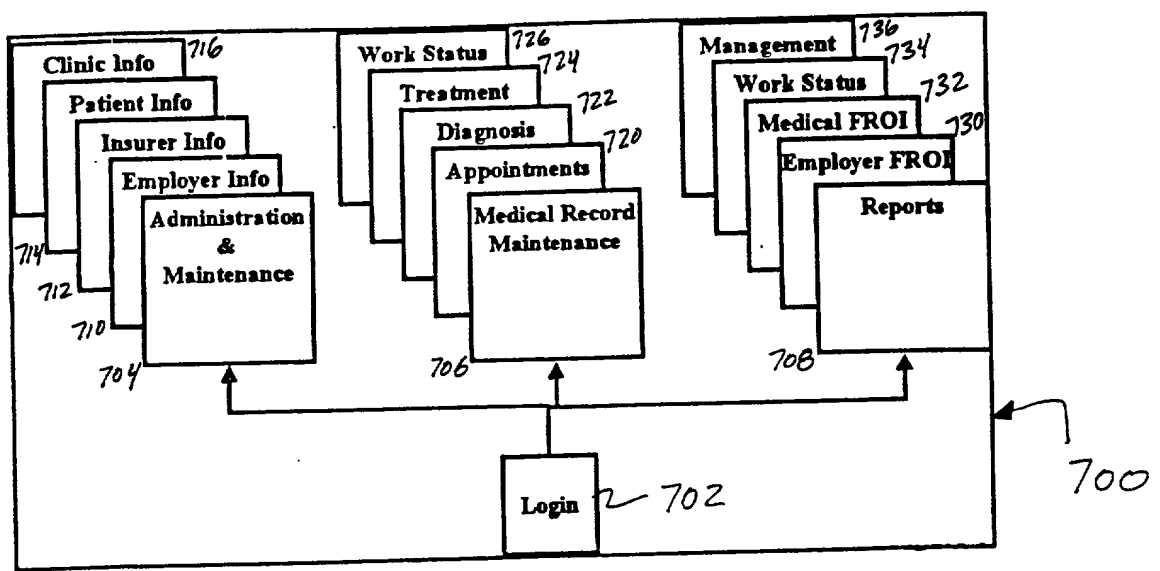 Clinic Info
716
Patient Info
Insurer Info
Employer Info
Administration
&
Maintenance
714
712
710
704
Work Status
726
724
Treatment
722
Diagnosis
720
Appointments
Medical Record
Maintenance
706
Management
736
734
Work Status
732
Medical FROI
730
Employer FROI
Reports
708
Login
702
700